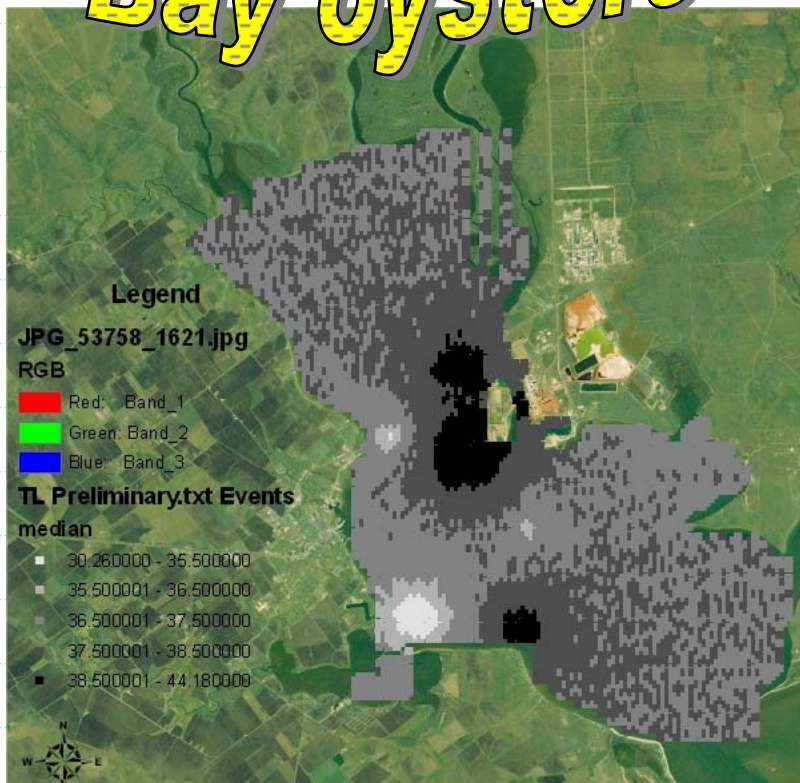 Bay oysters
Legend
JPG_53758_1621.jpg
RGB
Red: Band_1
Green: Band_2
Blue: Band_3
TL Preliminary.txt Events
median
30.260000 - 35.500000
35.500001 - 36.500000
36.500001 - 37.500000
37.500001 - 38.500000
38.500001 - 44.180000
N
W E
S